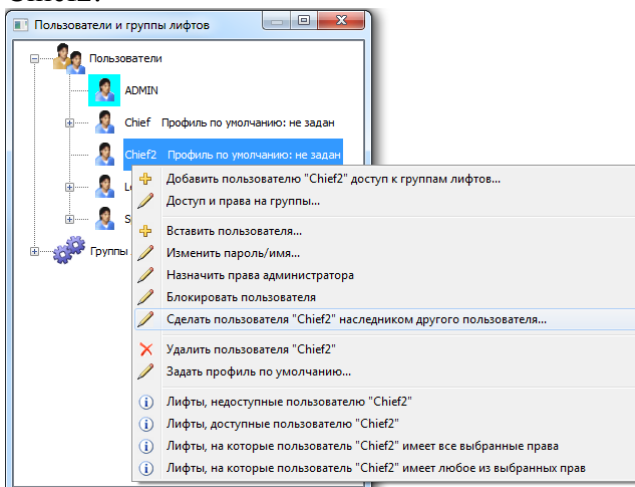 Пользователи и группы лифтов
Пользователи
ADMIN
Chief Профиль по умолчанию: не задан
Chief2 Профиль по умолчанию: не задан
Добавить пользователю "Chief2" доступ к группам лифтов...
Доступ и права на группы...
Группы
Вставить пользователя...
Изменить пароль/имя...
Назначить права администратора
Блокировать пользователя
Сделать пользователя "Chief2" наследником другого пользователя...
Удалить пользователя "Chief2"
Задать профиль по умолчанию...
Лифты, недоступные пользователю "Chief2"
Лифты, доступные пользователю "Chief2"
Лифты, на которые пользователь "Chief2" имеет все выбранные права
Лифты, на которые пользователь "Chief2" имеет любое из выбранных прав